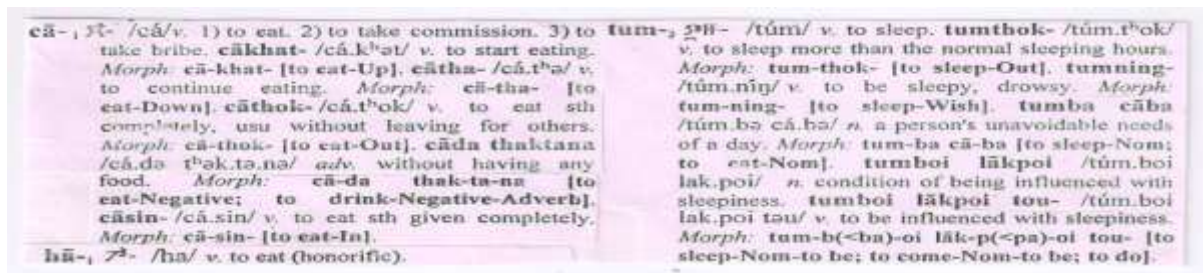 cā-₁ /cá/v. 1) to eat. 2) to take commission. 3) to
take bribe. cākhat- /cá.kʰət/ v. to start eating.
Morph: cā-khat- [to eat-Up]. cātha- /cá.tʰə/ v.
to continue eating. Morph: cā-tha- [to
eat-Down]. cāthok- /cá.tʰok/ v. to eat sth
completely, usu without leaving for others.
Morph: cā-thok- [to eat-Out]. cāda thaktana
/cá.də tʰək.tə.nə/ adv. without having any
food. Morph: cā-da thak-ta-na [to
eat-Negative; to drink-Negative-Adverb].
cāsin- /cá.sin/ v. to eat sth given completely.
Morph: cā-sin- [to eat-In].
hā-₁ /ha/ v. to eat (honorific).
tum-₂ /túm/ v. to sleep. tumthok- /túm.tʰok/
v. to sleep more than the normal sleeping hours.
Morph: tum-thok- [to sleep-Out]. tumning-
/túm.niŋ/ v. to be sleepy, drowsy. Morph:
tum-ning- [to sleep-Wish]. tumba cāba
/túm.bə cá.bə/ n. a person's unavoidable needs
of a day. Morph: tum-ba cā-ba [to sleep-Nom;
to eat-Nom]. tumboi lākpoi /túm.boi
lak.poi/ n. condition of being influenced with
sleepiness. tumboi lākpoi tou- /túm.boi
lak.poi təu/ v. to be influenced with sleepiness.
Morph: tum-b(<ba)-oi lāk-p(<pa)-oi tou- [to
sleep-Nom-to be; to come-Nom-to be; to do].